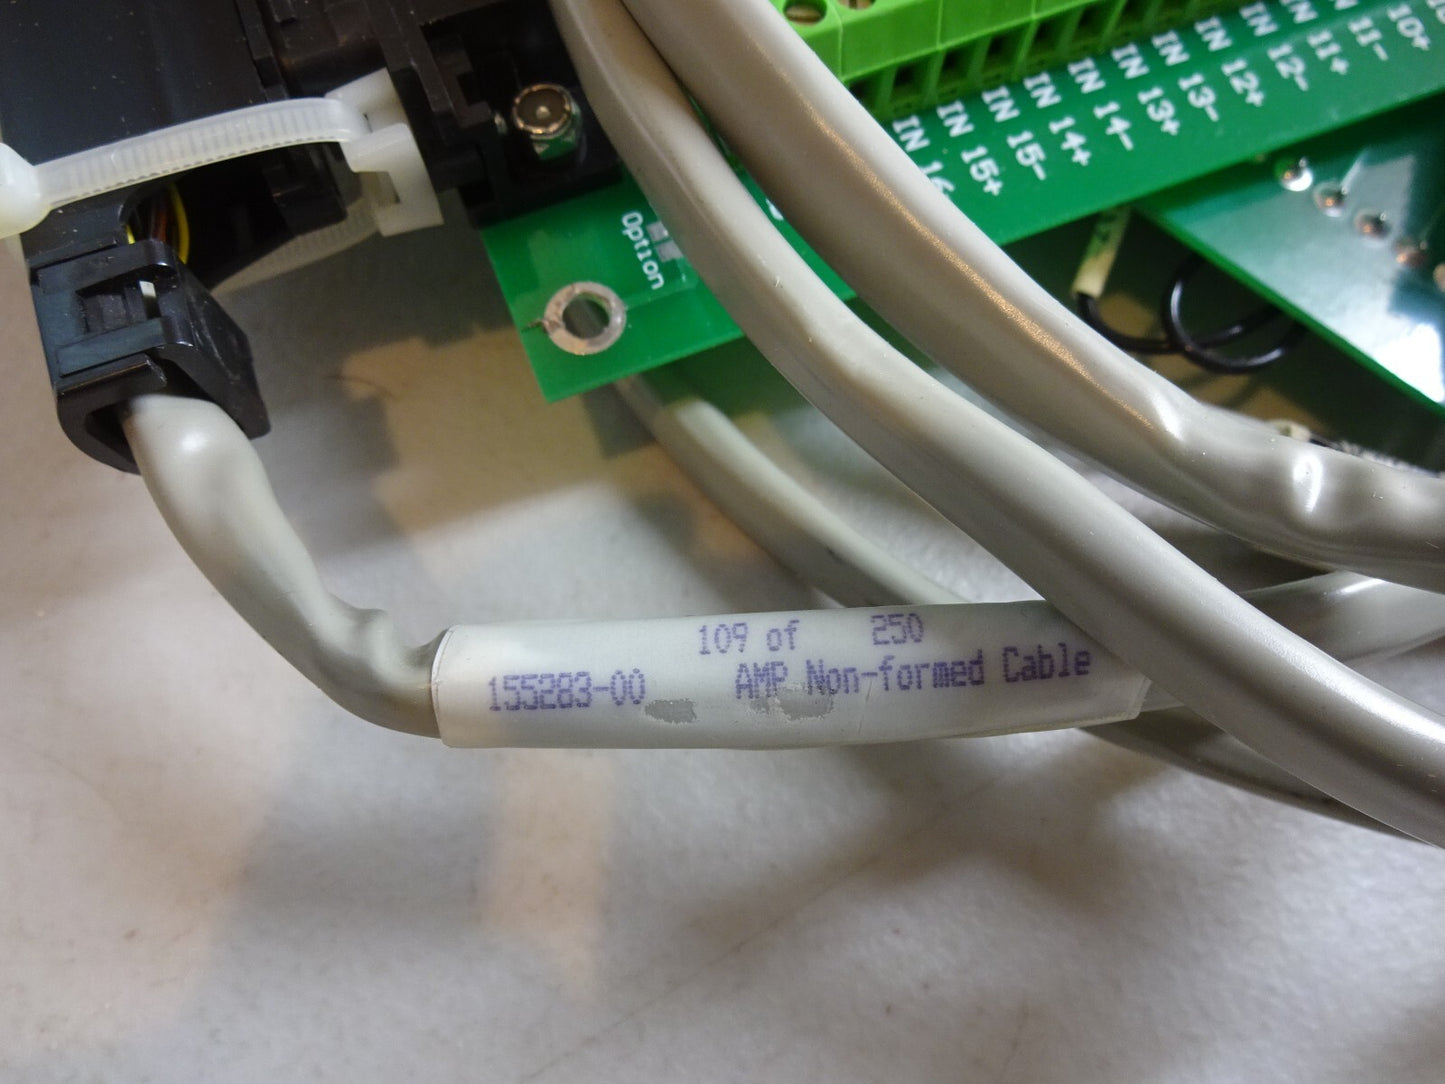 109 of 250
155283-00 AMP Non-formed Cable
Option
IN 16
IN 15+
IN 15-
IN 14+
IN 14-
IN 13+
IN 13-
IN 12+
IN 12-
IN 11+
11-
10+